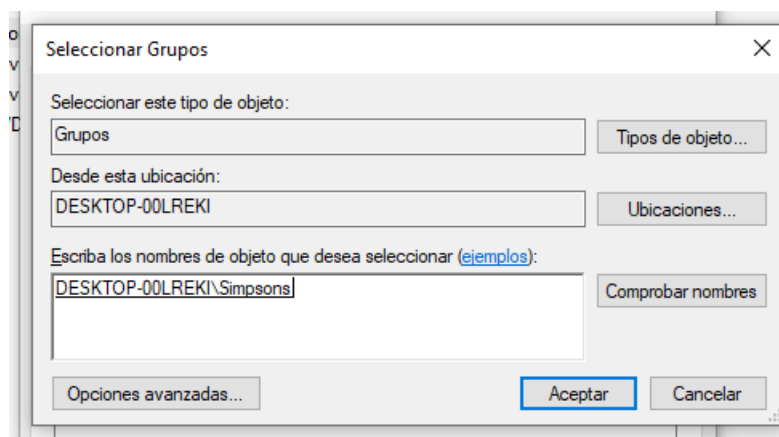 Seleccionar Grupos
Seleccionar este tipo de objeto:
Grupos
Tipos de objeto...
Desde esta ubicación:
DESKTOP-00LREKI
Ubicaciones...
Escriba los nombres de objeto que desea seleccionar (ejemplos):
DESKTOP-00LREKI\Simpsons
Comprobar nombres
Opciones avanzadas...
Aceptar
Cancelar